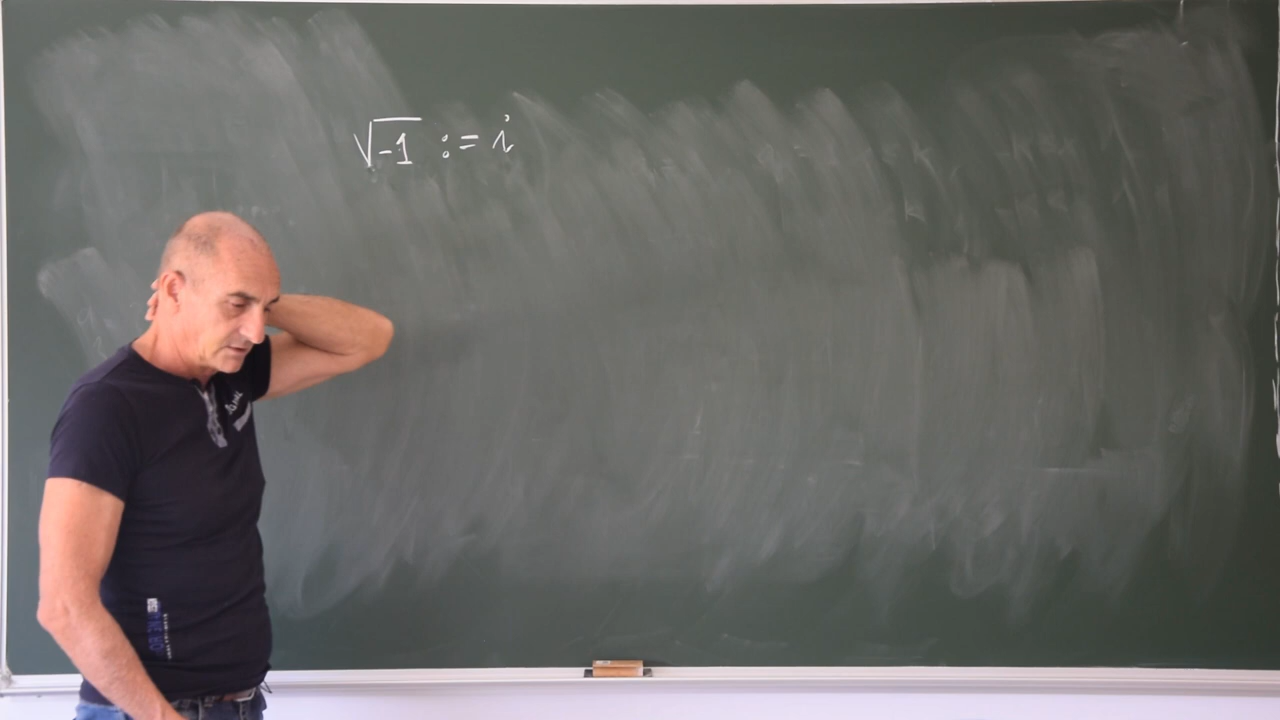 √-1 := i